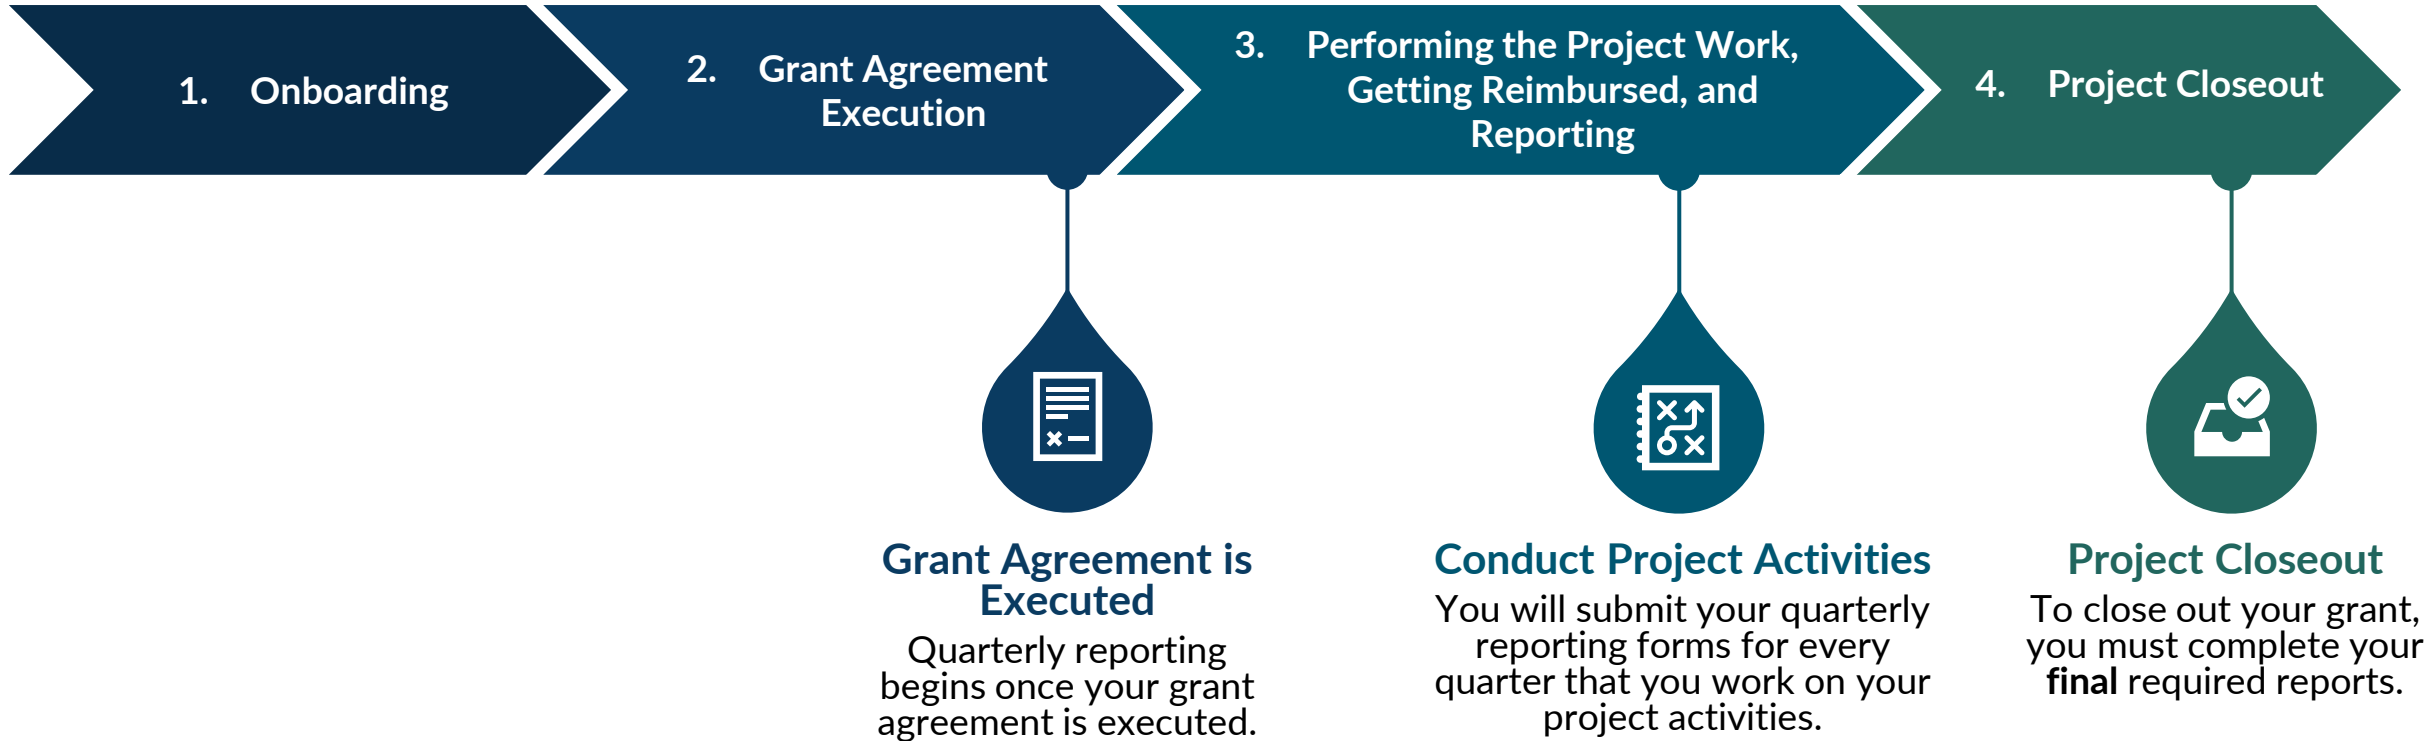 1. Onboarding
2. Grant Agreement
Execution
3. Performing the Project Work,
Getting Reimbursed, and
Reporting
4. Project Closeout
Grant Agreement is
Executed
Quarterly reporting
begins once your grant
agreement is executed.
Conduct Project Activities
You will submit your quarterly
reporting forms for every
quarter that you work on your
project activities.
Project Closeout
To close out your grant,
you must complete your
final required reports.